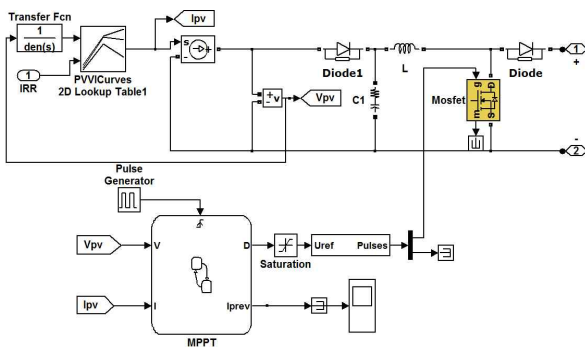 Transfer Fcn
1
den(s)
1
IRR
PVVICurves
2D Lookup Table1
Ipv
s
-
+
+
-
v
Vpv
Diode1
C1
L
Diode
Mosfet
g
D
m
S
1
+
-
2
Pulse
Generator
Vpv
Ipv
V
I
D
Iprev
MPPT
Saturation
Uref
Pulses